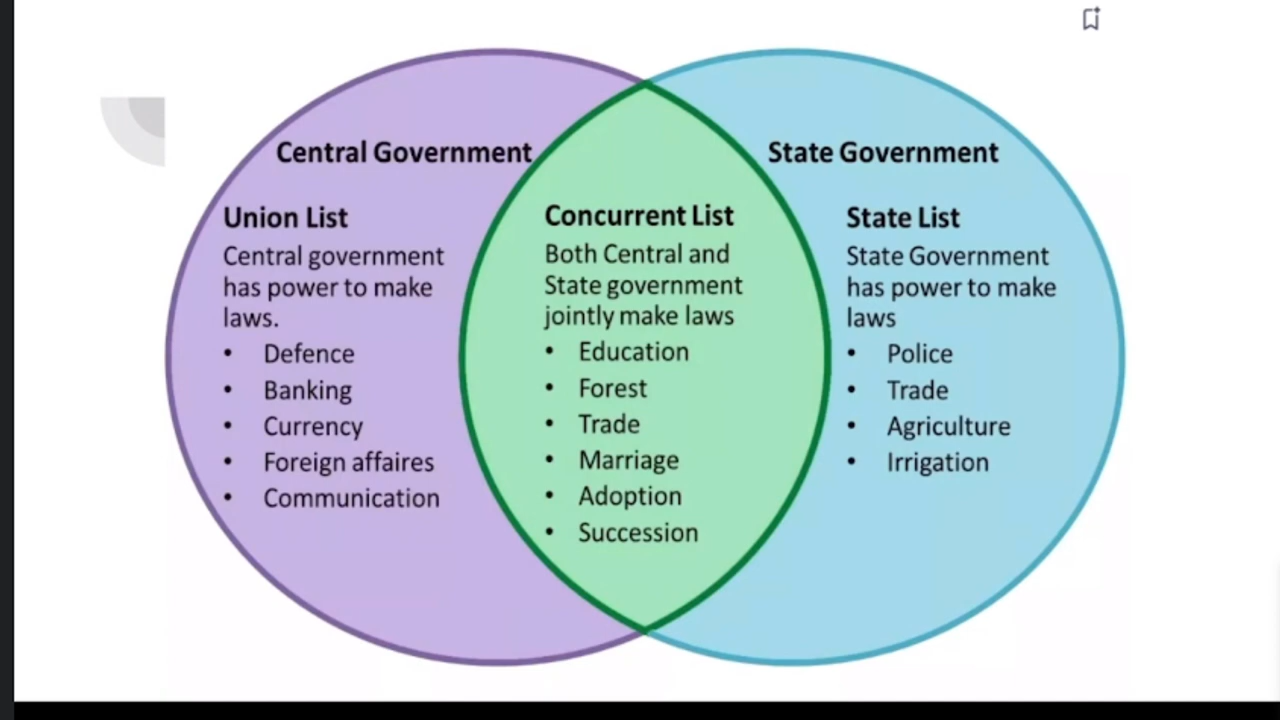 Central Government
Union List
Central government
has power to make
laws.
• Defence
• Banking
• Currency
• Foreign affaires
• Communication
Concurrent List
Both Central and
State government
jointly make laws
• Education
• Forest
• Trade
• Marriage
• Adoption
• Succession
State Government
State List
State Government
has power to make
laws
• Police
• Trade
• Agriculture
• Irrigation